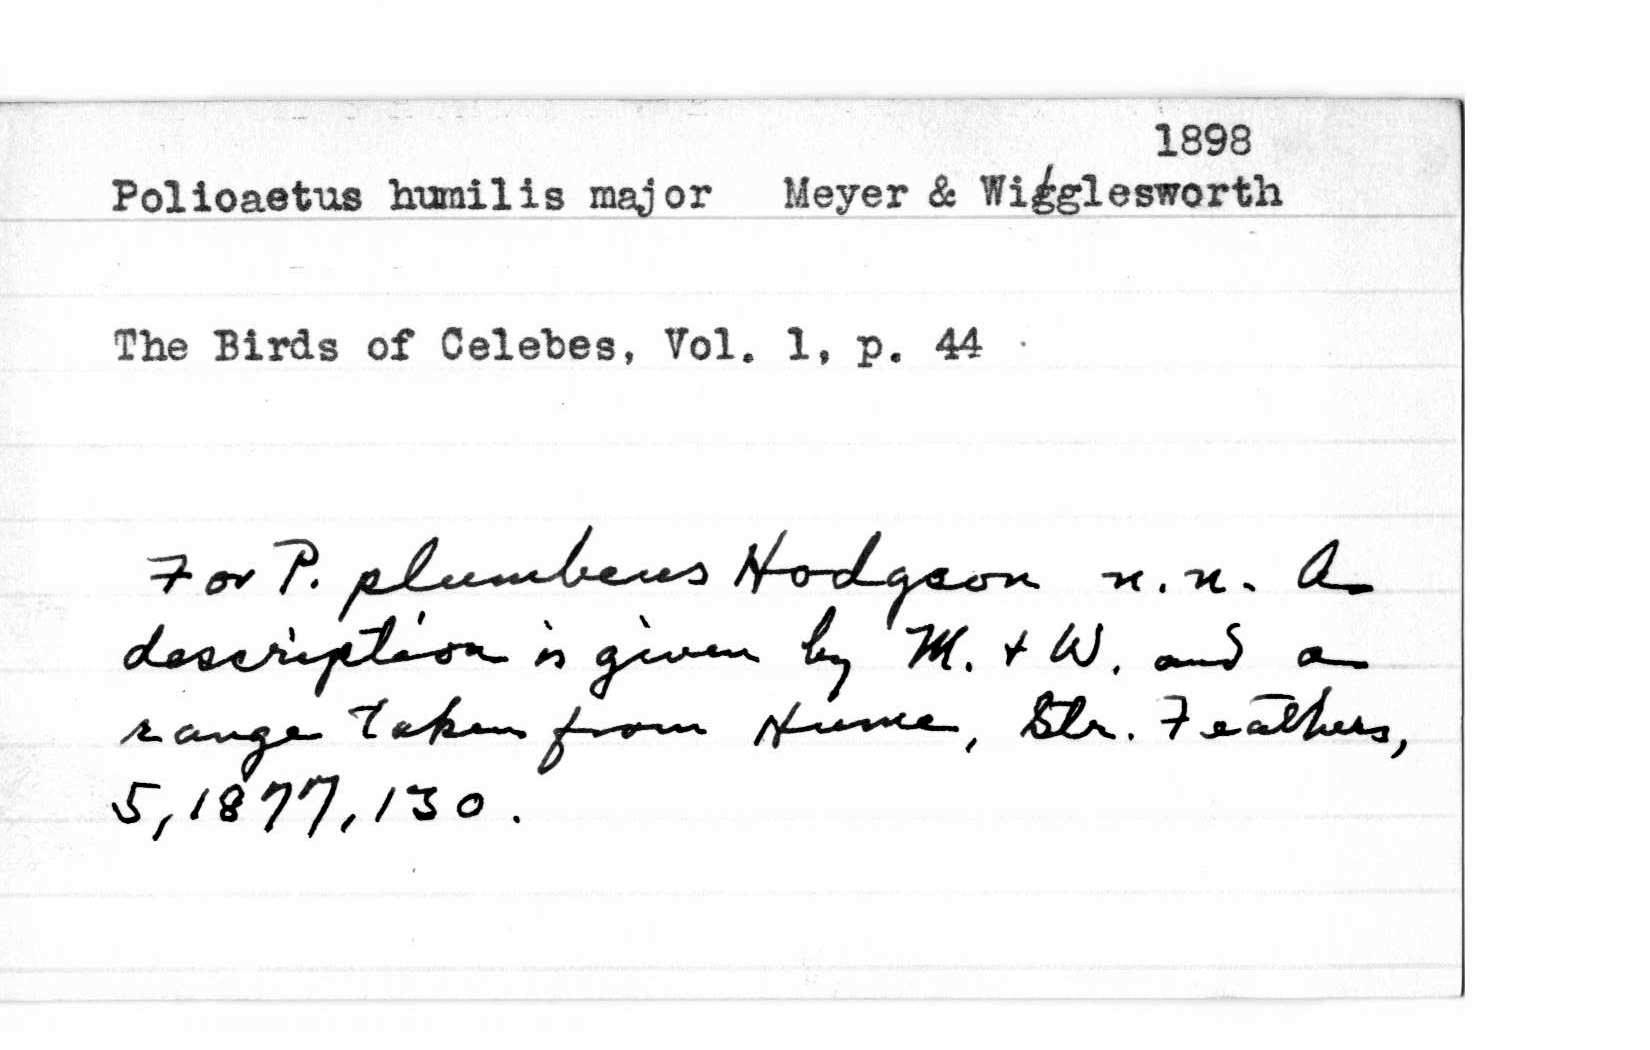 1898
Polioaetus humilis major Meyer & Wigglesworth
The Birds of Celebes, Vol. 1, p. 44
For P. plumbeus Hodgson n.n. A
description is given by M. + W. and a
range taken from Hume, Str. Feathers,
5, 1877, 130.